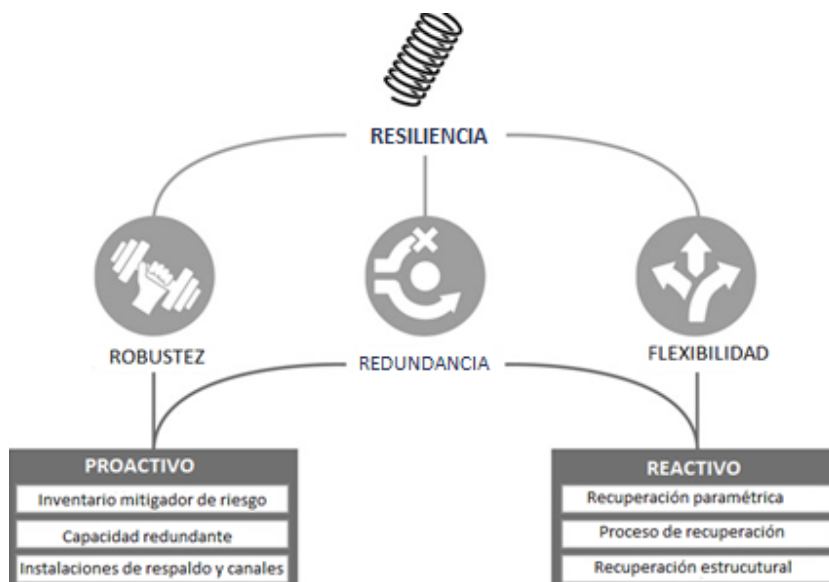 RESILIENCIA
ROBUSTEZ
REDUNDANCIA
FLEXIBILIDAD
PROACTIVO
Inventario mitigador de riesgo
Capacidad redundante
Instalaciones de respaldo y canales
REACTIVO
Recuperación paramétrica
Proceso de recuperación
Recuperación estrucutural